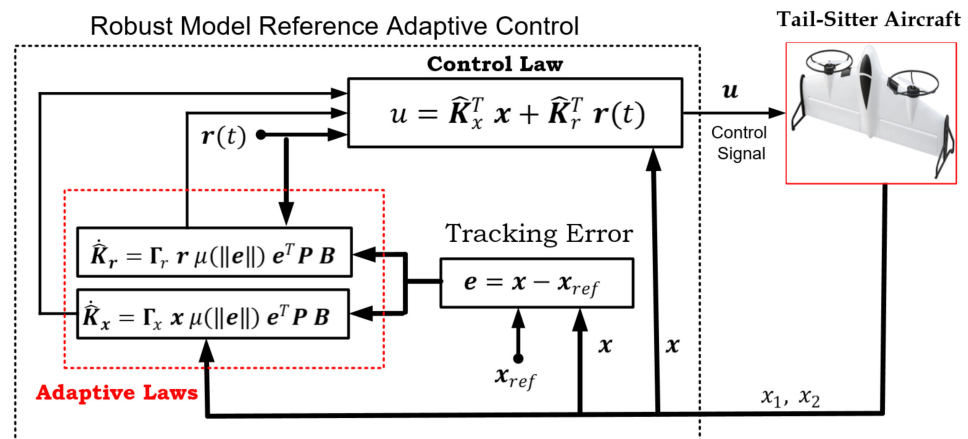 Robust Model Reference Adaptive Control
Tail-Sitter Aircraft
Control Law
u = K̂ₓᵀ x + K̂ᵣᵀ r(t)
u
Control
Signal
r(t)
K̂̇ᵣ = Γᵣ r μ(‖e‖) eᵀ P B
K̂̇ₓ = Γₓ x μ(‖e‖) eᵀ P B
Adaptive Laws
Tracking Error
e = x − x_ref
x_ref
x
x
x₁, x₂